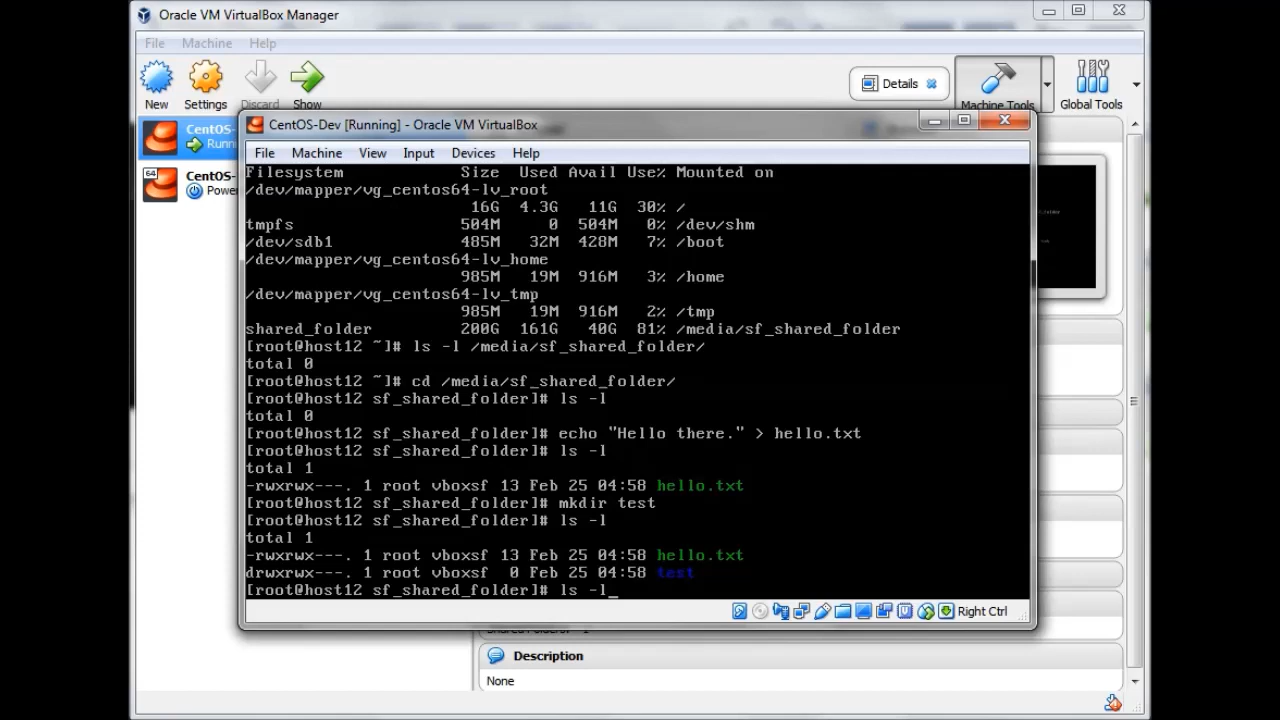 Oracle VM VirtualBox Manager
File Machine Help
New Settings Discard Show
Details
Machine Tools
Global Tools
CentOS-
Runn
64
CentOS-
Powe
CentOS-Dev [Running] - Oracle VM VirtualBox
File Machine View Input Devices Help
Filesystem Size Used Avail Use% Mounted on
/dev/mapper/vg_centos64-lv_root
16G 4.3G 11G 30% /
tmpfs 504M 0 504M 0% /dev/shm
/dev/sdb1 485M 32M 428M 7% /boot
/dev/mapper/vg_centos64-lv_home
985M 19M 916M 3% /home
/dev/mapper/vg_centos64-lv_tmp
985M 19M 916M 2% /tmp
shared_folder 200G 161G 40G 81% /media/sf_shared_folder
[root@host12 ~]# ls -l /media/sf_shared_folder/
total 0
[root@host12 ~]# cd /media/sf_shared_folder/
[root@host12 sf_shared_folder]# ls -l
total 0
[root@host12 sf_shared_folder]# echo "Hello there." > hello.txt
[root@host12 sf_shared_folder]# ls -l
total 1
-rwxrwx---. 1 root vboxsf 13 Feb 25 04:58 hello.txt
[root@host12 sf_shared_folder]# mkdir test
[root@host12 sf_shared_folder]# ls -l
total 1
-rwxrwx---. 1 root vboxsf 13 Feb 25 04:58 hello.txt
drwxrwx---. 1 root vboxsf 0 Feb 25 04:58 test
[root@host12 sf_shared_folder]# ls -l_
Right Ctrl
Description
None